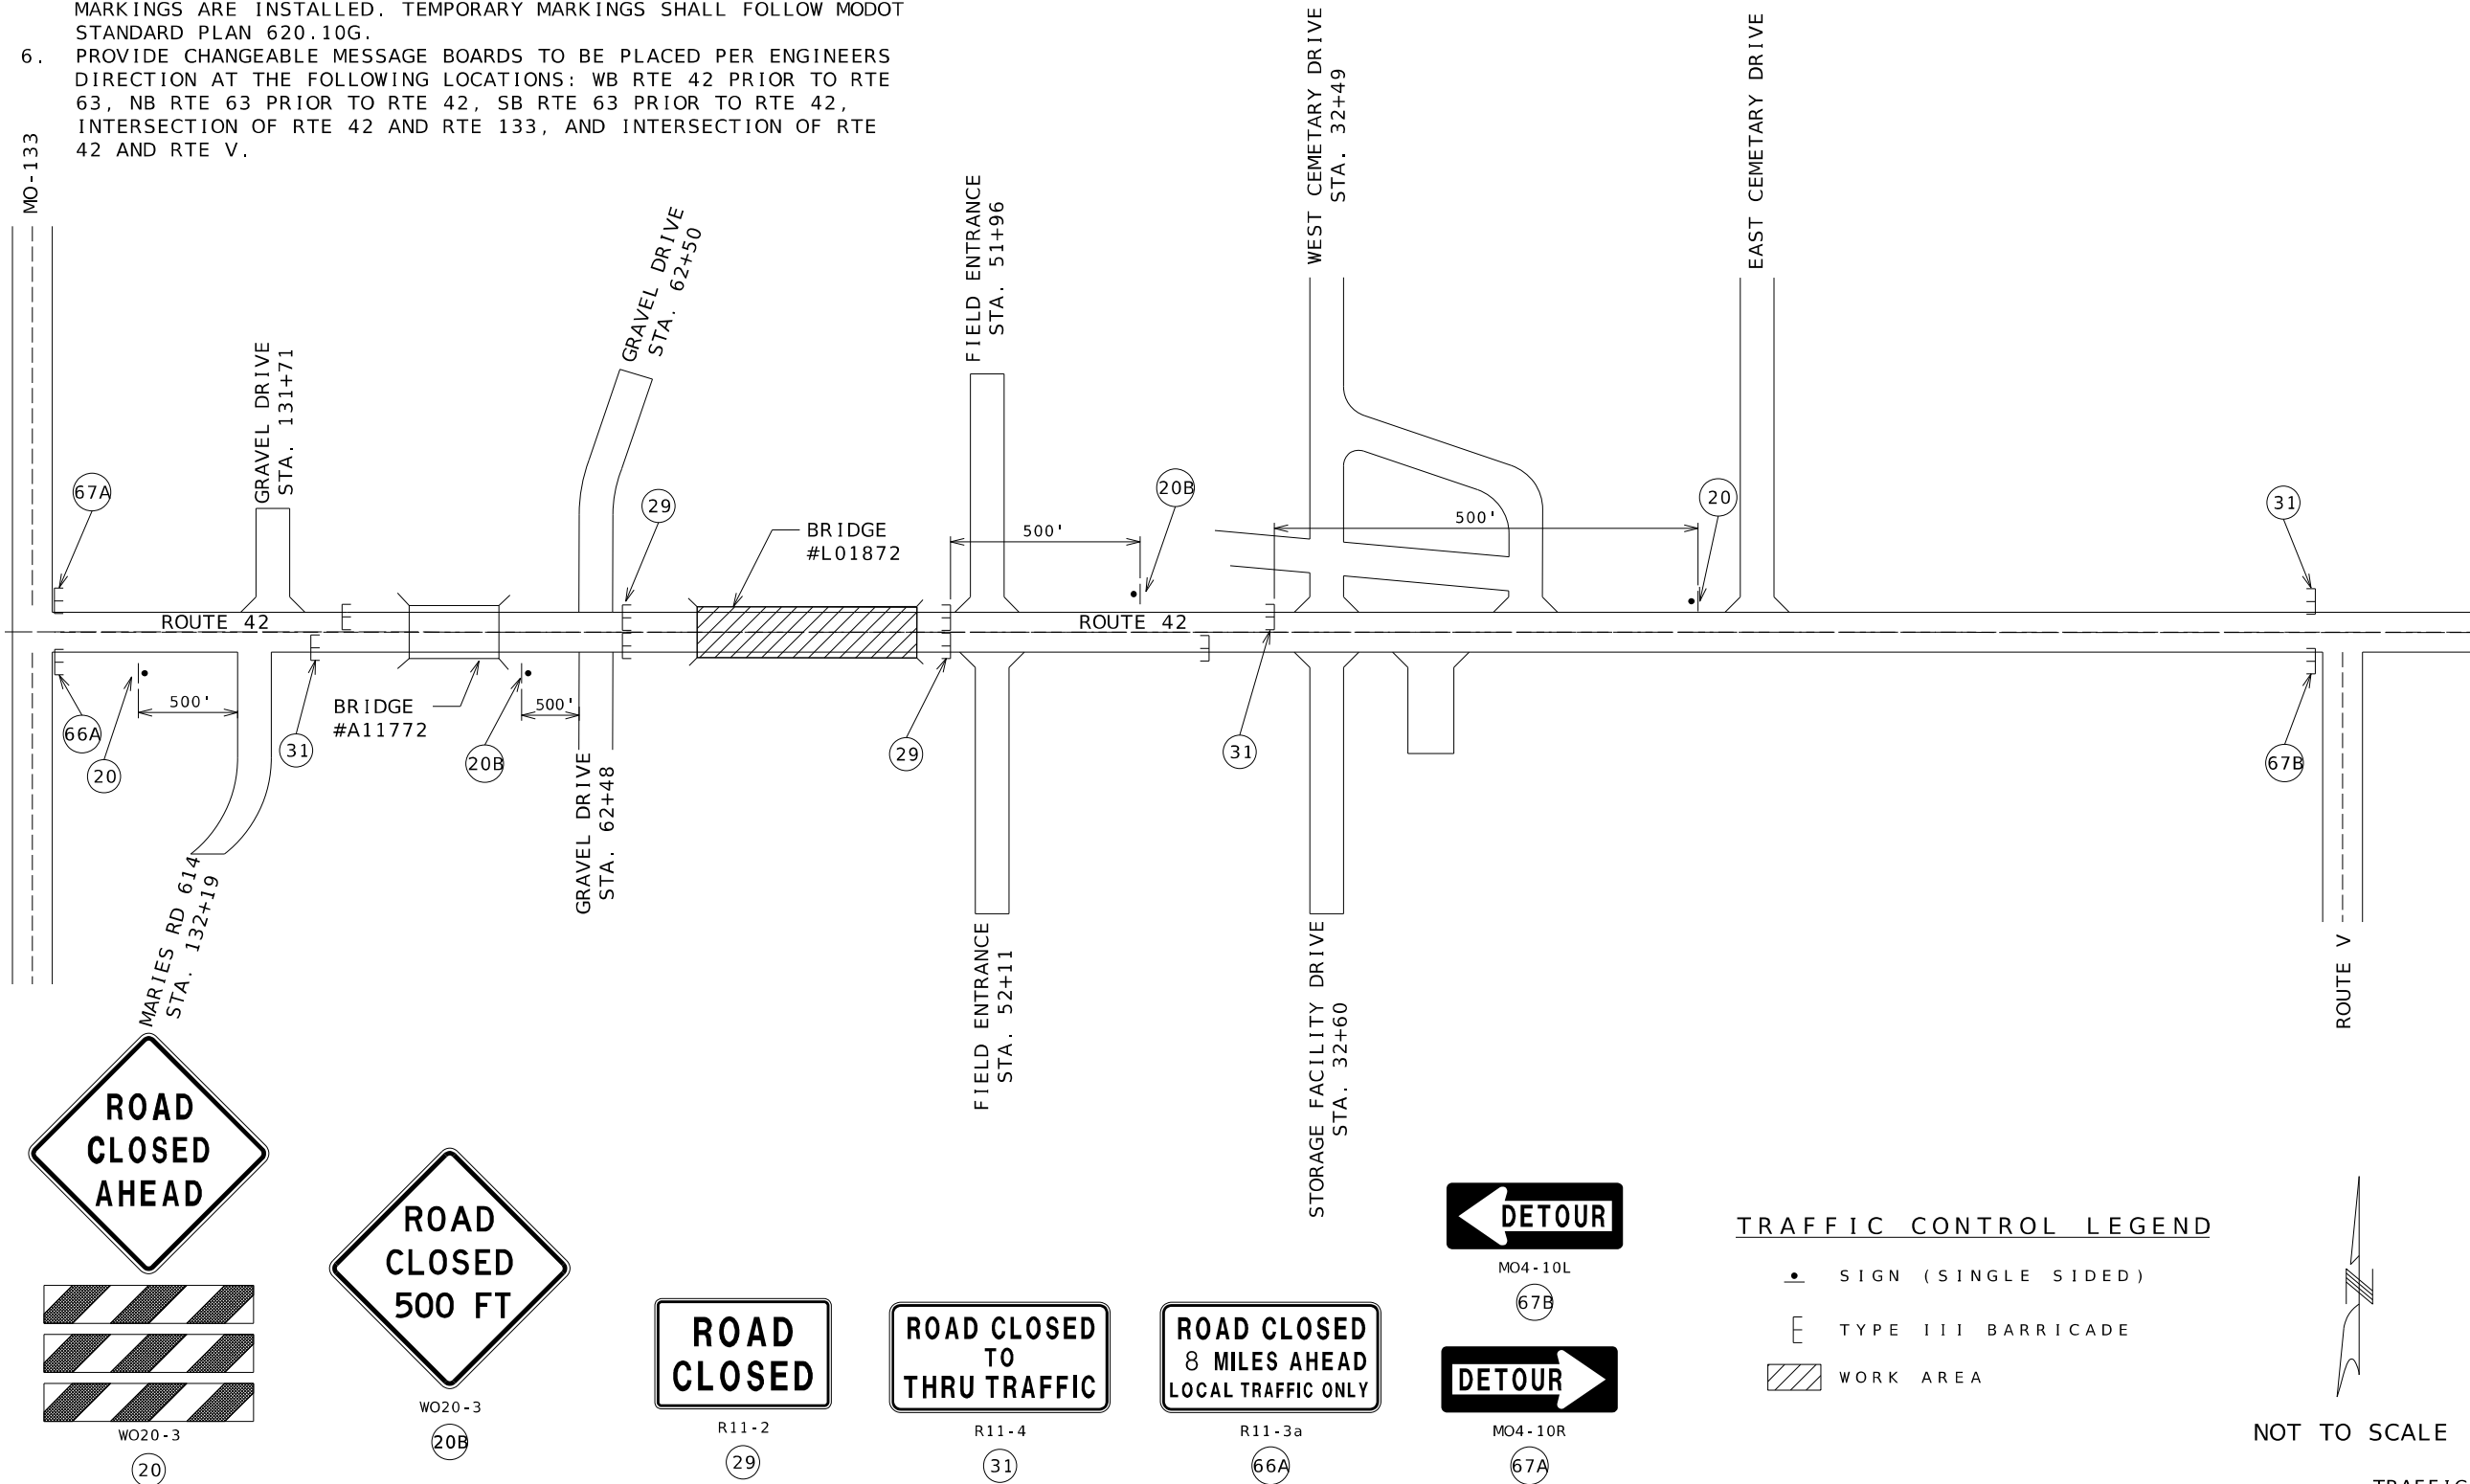 MARKINGS ARE INSTALLED. TEMPORARY MARKINGS SHALL FOLLOW MODOT
STANDARD PLAN 620.10G.
6. PROVIDE CHANGEABLE MESSAGE BOARDS TO BE PLACED PER ENGINEERS
DIRECTION AT THE FOLLOWING LOCATIONS: WB RTE 42 PRIOR TO RTE
63, NB RTE 63 PRIOR TO RTE 42, SB RTE 63 PRIOR TO RTE 42,
INTERSECTION OF RTE 42 AND RTE 133, AND INTERSECTION OF RTE
42 AND RTE V.
MO-133
WEST CEMETARY DRIVE
STA. 32+49
EAST CEMETARY DRIVE
GRAVEL DRIVE
STA. 131+71
GRAVEL DRIVE
STA. 62+50
FIELD ENTRANCE
STA. 51+96
67A
29
BRIDGE
#L01872
500'
20B
500'
20
31
ROUTE 42
ROUTE 42
66A
20
500'
31
BRIDGE
#A11772
20B
500'
29
31
67B
GRAVEL DRIVE
STA. 62+48
MARIES RD 614
STA. 132+19
FIELD ENTRANCE
STA. 52+11
STORAGE FACILITY DRIVE
STA. 32+60
ROUTE V
ROAD
CLOSED
AHEAD
WO20-3
20
ROAD
CLOSED
500 FT
WO20-3
20B
ROAD
CLOSED
R11-2
29
ROAD CLOSED
TO
THRU TRAFFIC
R11-4
31
ROAD CLOSED
8 MILES AHEAD
LOCAL TRAFFIC ONLY
R11-3a
66A
DETOUR
MO4-10L
67B
DETOUR
MO4-10R
67A
TRAFFIC CONTROL LEGEND
SIGN (SINGLE SIDED)
TYPE III BARRICADE
WORK AREA
N
NOT TO SCALE